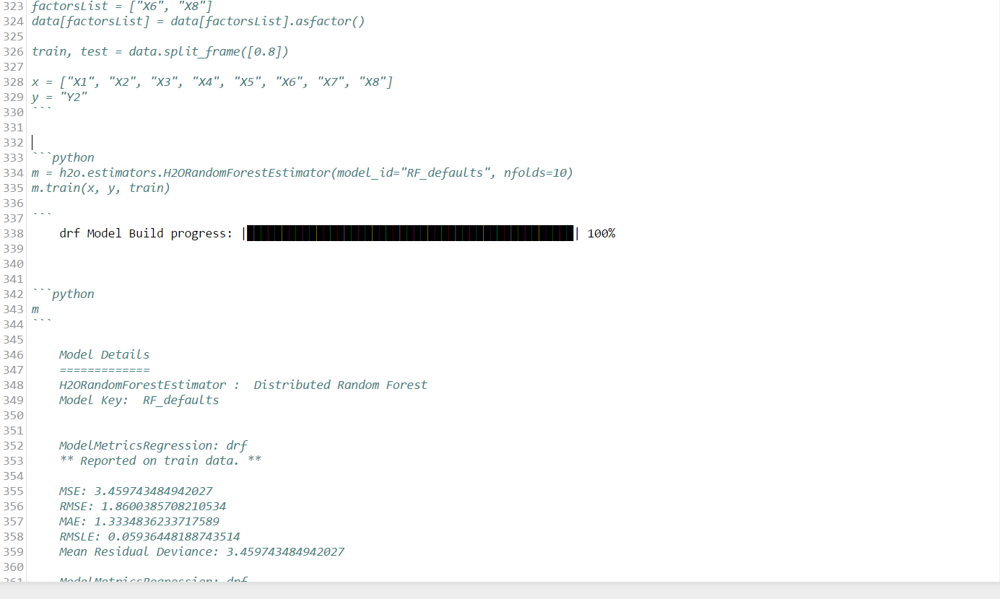 323 factorsList = ["X6", "X8"]
324 data[factorsList] = data[factorsList].asfactor()
325
326 train, test = data.split_frame([0.8])
327
328 x = ["X1", "X2", "X3", "X4", "X5", "X6", "X7", "X8"]
329 y = "Y2"
330 ```
331
332
333 ```python
334 m = h2o.estimators.H2ORandomForestEstimator(model_id="RF_defaults", nfolds=10)
335 m.train(x, y, train)
336
337 ```
338     drf Model Build progress: |███████████████████████████████████████████████| 100%
339
340
341
342 ```python
343 m
344 ```
345
346     Model Details
347     =============
348     H2ORandomForestEstimator :  Distributed Random Forest
349     Model Key:  RF_defaults
350
351
352     ModelMetricsRegression: drf
353     ** Reported on train data. **
354
355     MSE: 3.459743484942027
356     RMSE: 1.8600385708210534
357     MAE: 1.3334836233717589
358     RMSLE: 0.05936448188743514
359     Mean Residual Deviance: 3.459743484942027
360
361     ModelMetricsRegression: drf